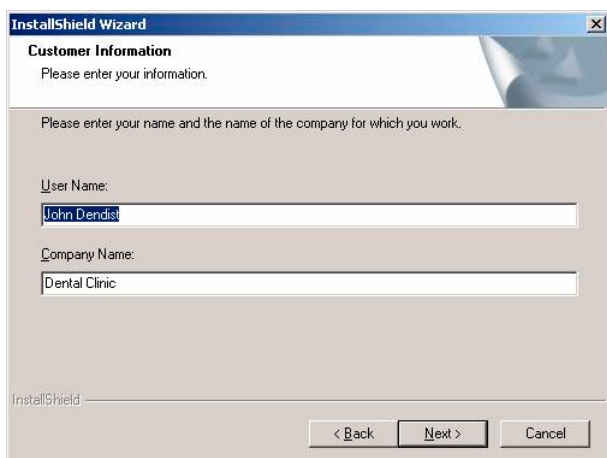 InstallShield Wizard
Customer Information
Please enter your information.
Please enter your name and the name of the company for which you work.
User Name:
John Dendist
Company Name:
Dental Clinic
InstallShield
< Back Next > Cancel